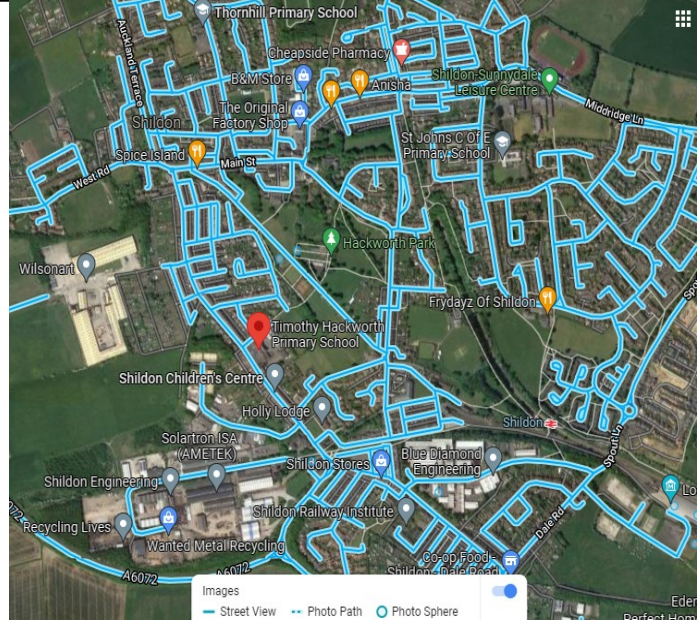 Thornhill Primary School
Auckland Terrace
Cheapside Pharmacy
B&M Store
Anisha
Shildon Sunnydale
Leisure Centre
The Original
Factory Shop
Middridge Ln
Shildon
St Johns C Of E
Primary School
Spice Island
Main St
West Rd
Hackworth Park
Wilsonart
Frydayz Of Shildon
Timothy Hackworth
Primary School
Shildon Children's Centre
Holly Lodge
Shildon
Spout Ln
Solartron ISA
(AMETEK)
Shildon Stores
Blue Diamond
Engineering
Shildon Engineering
Shildon Railway Institute
Recycling Lives
Wanted Metal Recycling
Dale Rd
Co-op Food -
Shildon - Dale Road
A6072
A6072
Images
Street View
Photo Path
Photo Sphere